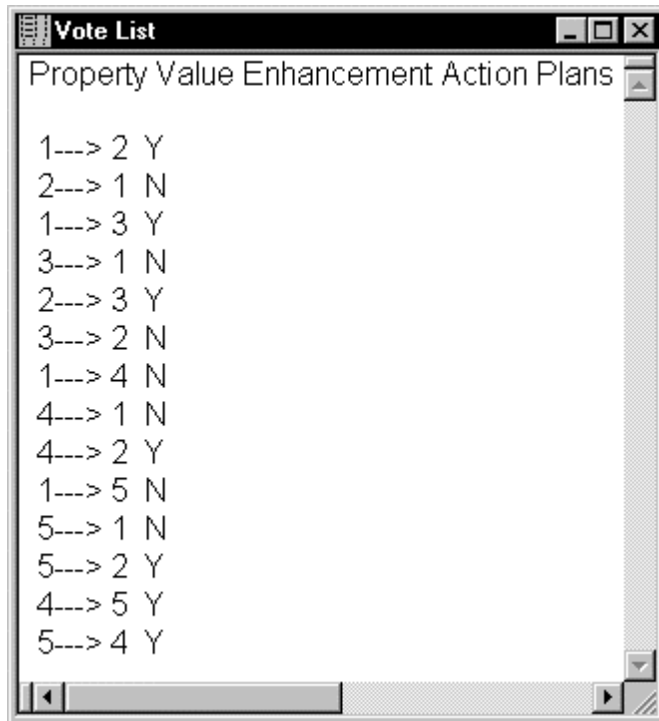 Vote List
Property Value Enhancement Action Plans
1---> 2 Y
2---> 1 N
1---> 3 Y
3---> 1 N
2---> 3 Y
3---> 2 N
1---> 4 N
4---> 1 N
4---> 2 Y
1---> 5 N
5---> 1 N
5---> 2 Y
4---> 5 Y
5---> 4 Y